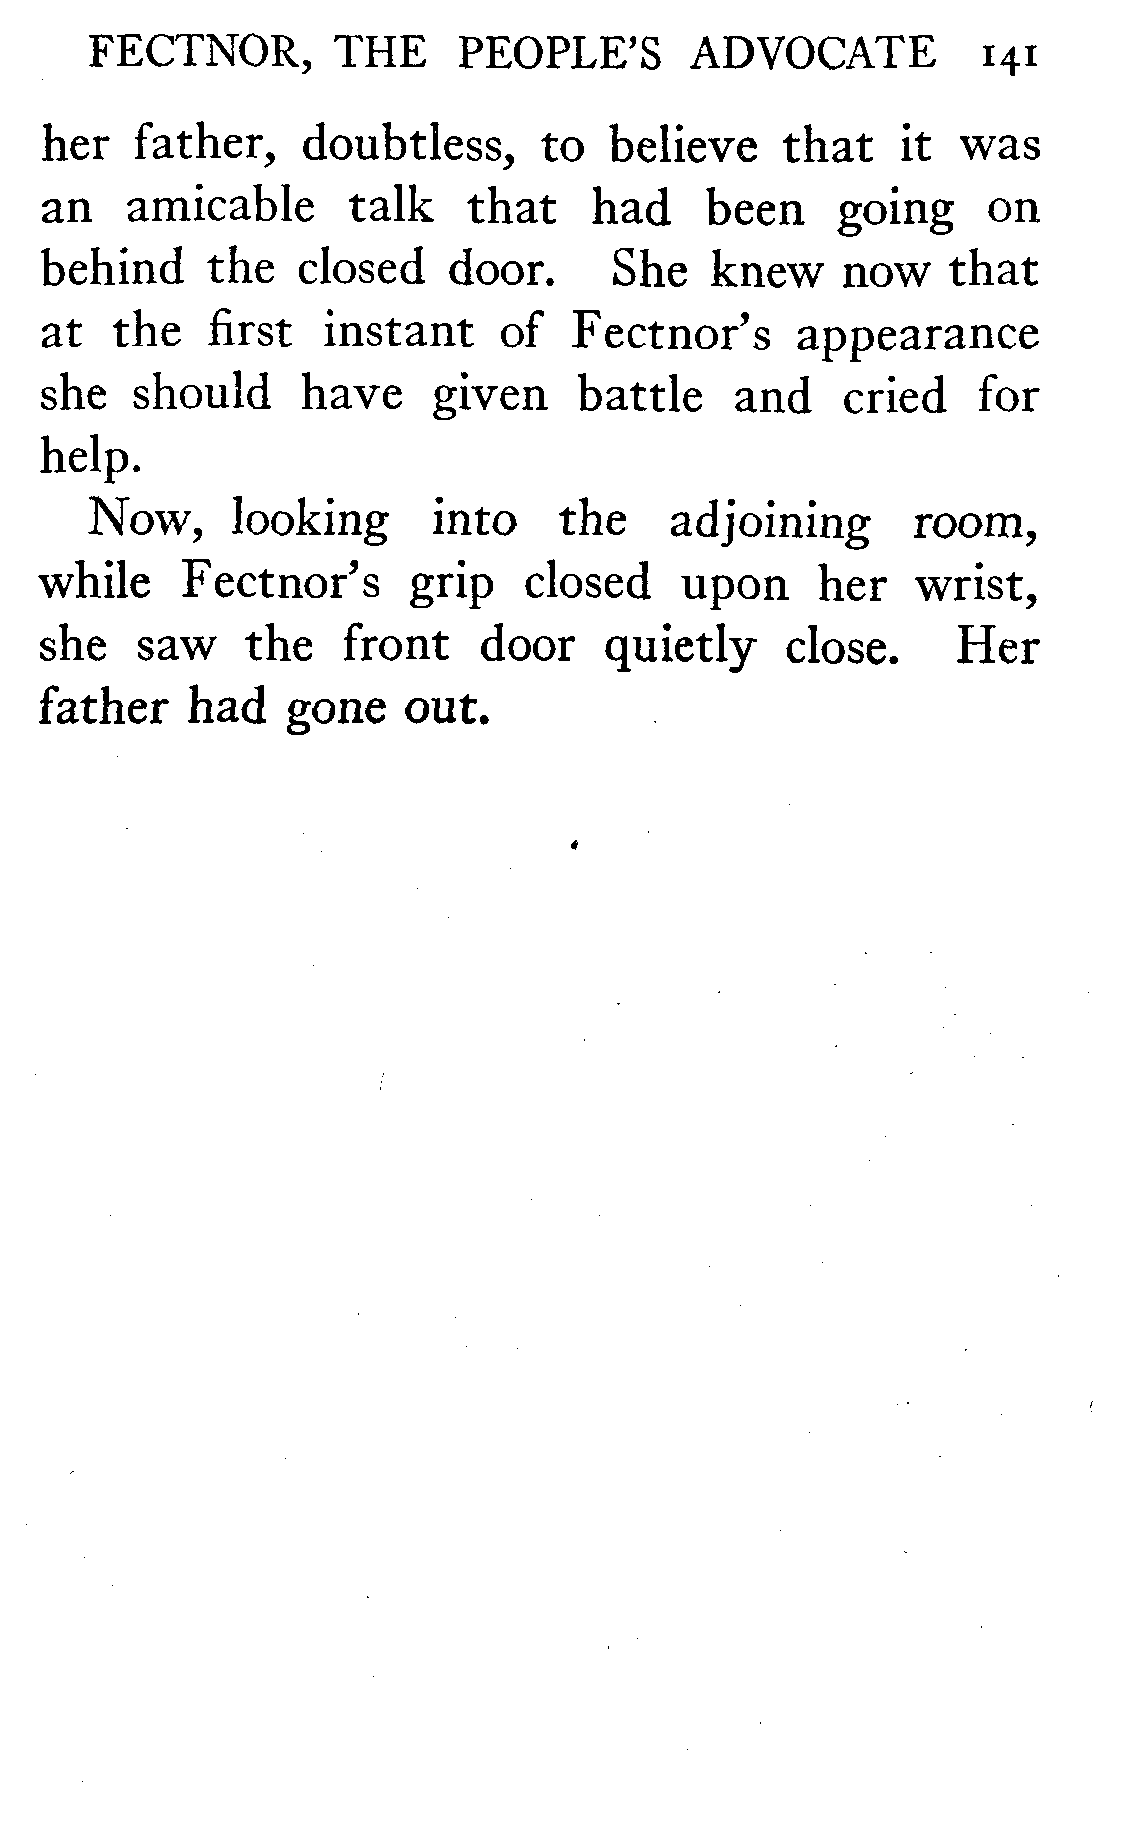 FECTNOR, THE PEOPLE'S ADVOCATE 141
her father, doubtless, to believe that it was
an amicable talk that had been going on
behind the closed door. She knew now that
at the first instant of Fectnor's appearance
she should have given battle and cried for
help.
Now, looking into the adjoining room,
while Fectnor's grip closed upon her wrist,
she saw the front door quietly close. Her
father had gone out.